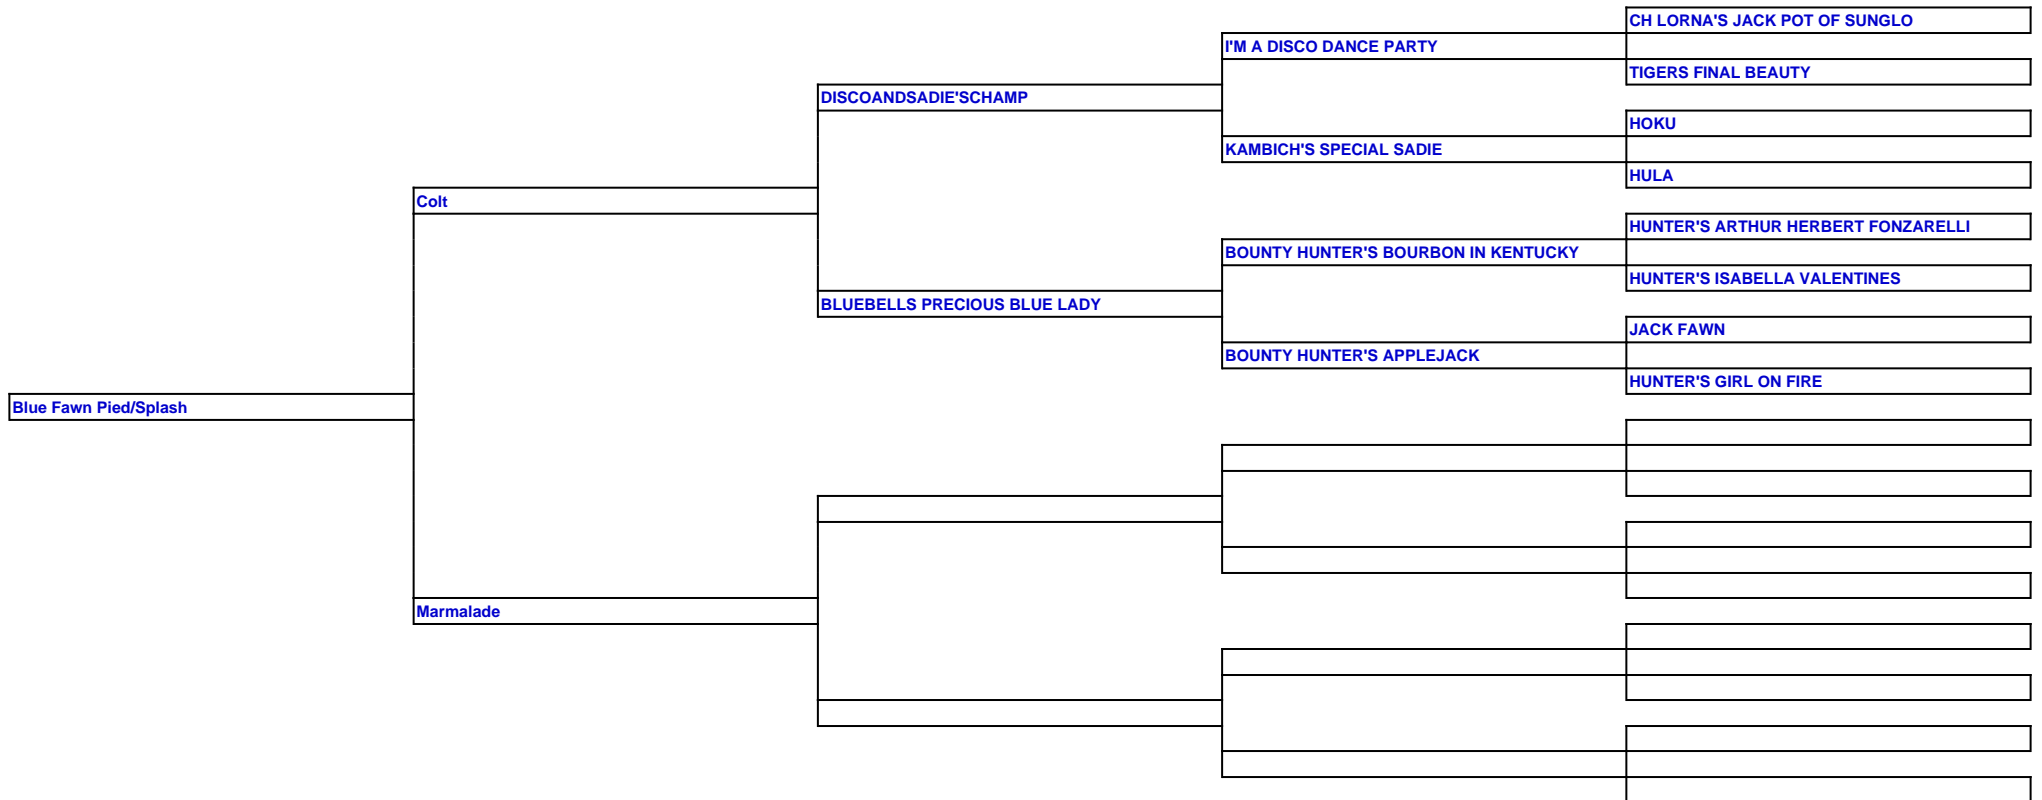 CH LORNA'S JACK POT OF SUNGLO
I'M A DISCO DANCE PARTY
TIGERS FINAL BEAUTY
DISCOANDSADIE'SCHAMP
HOKU
KAMBICH'S SPECIAL SADIE
HULA
Colt
HUNTER'S ARTHUR HERBERT FONZARELLI
BOUNTY HUNTER'S BOURBON IN KENTUCKY
HUNTER'S ISABELLA VALENTINES
BLUEBELLS PRECIOUS BLUE LADY
JACK FAWN
BOUNTY HUNTER'S APPLEJACK
HUNTER'S GIRL ON FIRE
Blue Fawn Pied/Splash
Marmalade